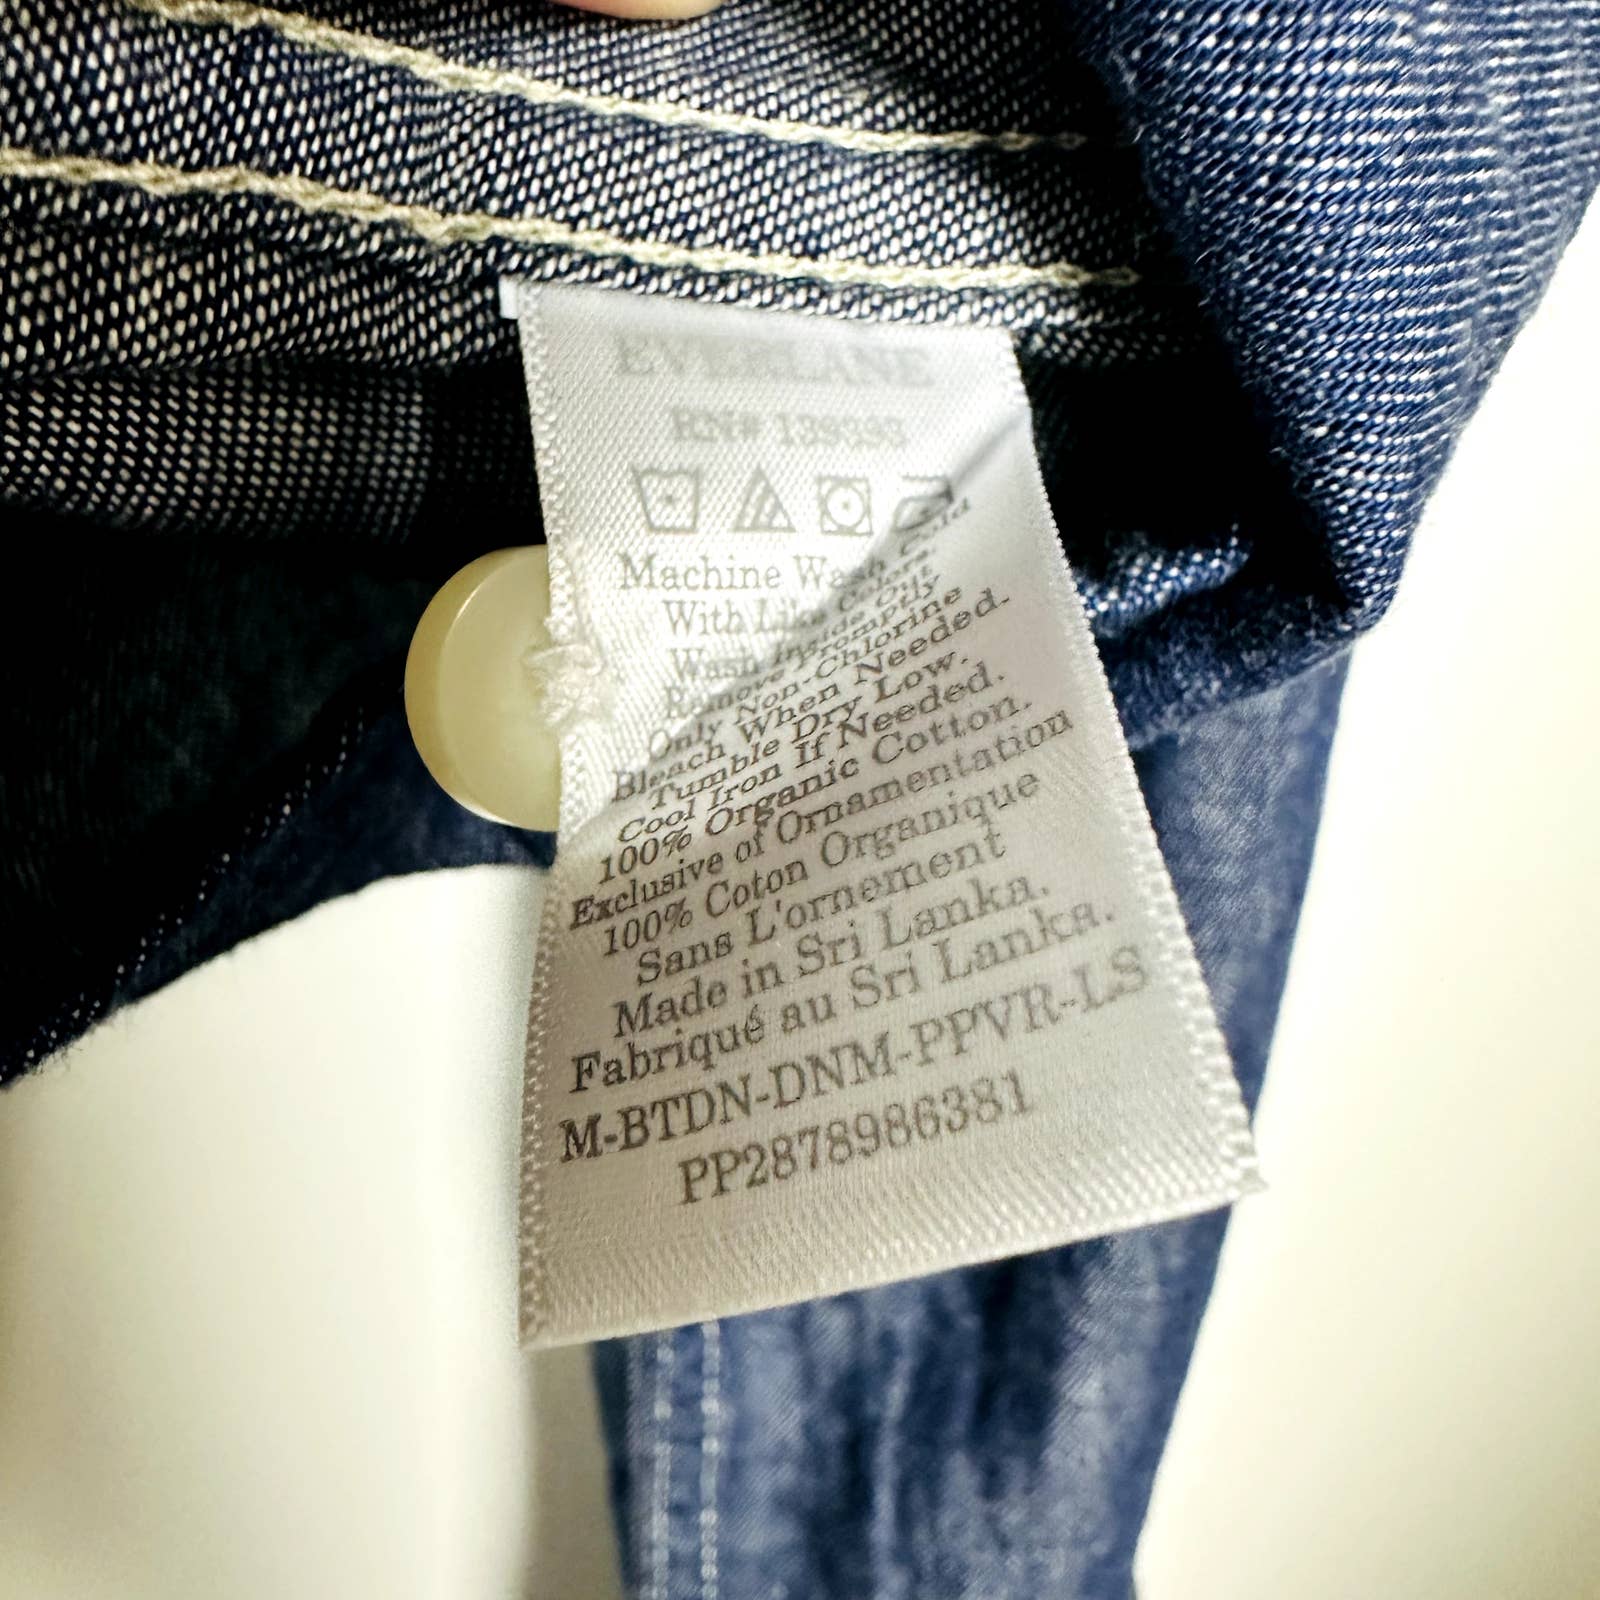 EVERLANE
RN#
Machine Wash Cold
With Like Colors.
Wash Inside Out
Remove Promptly
Only Non-Chlorine
Bleach When Needed.
Tumble Dry Low.
Cool Iron If Needed.
100% Organic Cotton.
Exclusive of Ornamentation
100% Coton Organique
Sans L'ornement
Made in Sri Lanka.
Fabriqué au Sri Lanka.
M-BTDN-DNM-PPVR-LS
PP2878986381